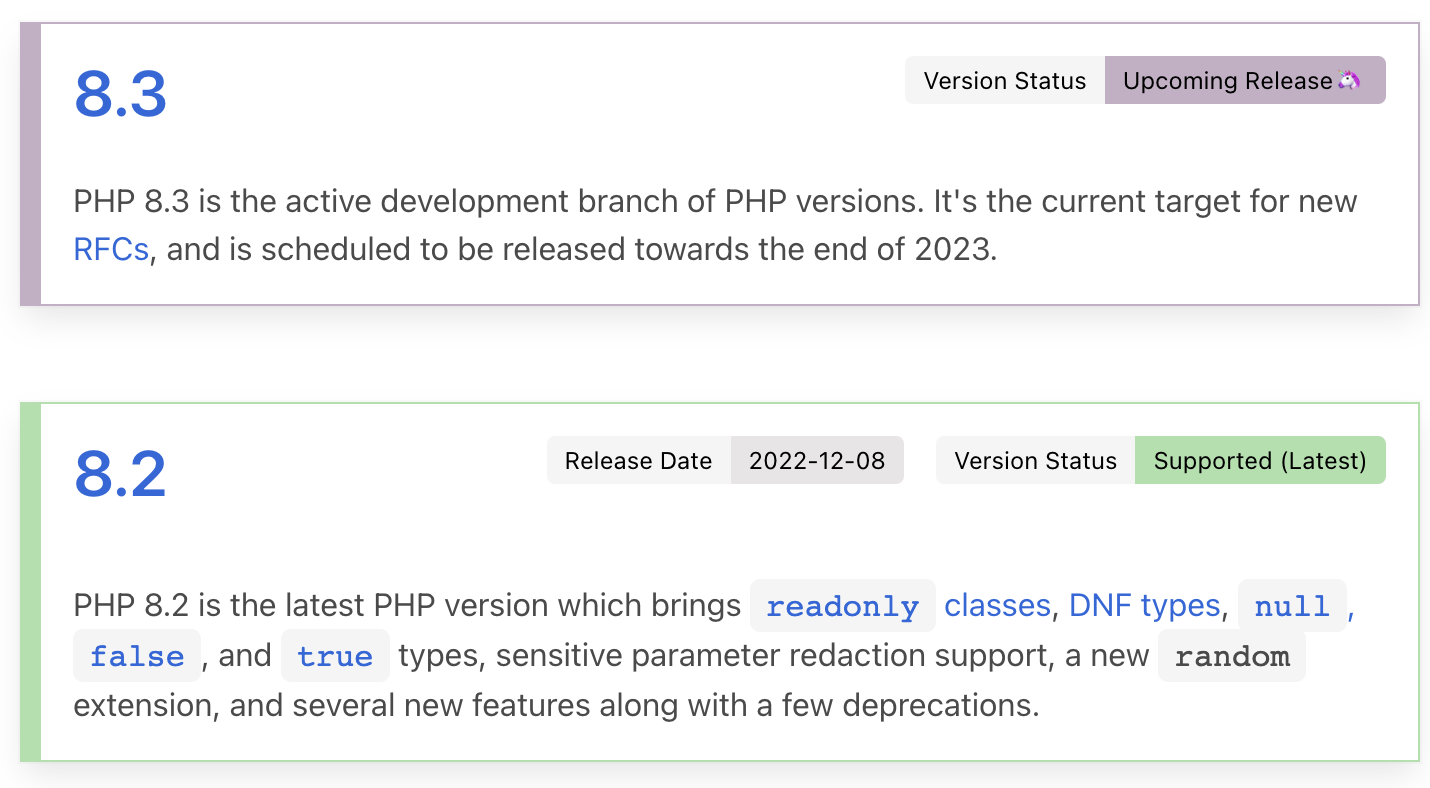 8.3
Version Status Upcoming Release🦄
PHP 8.3 is the active development branch of PHP versions. It's the current target for new
RFCs, and is scheduled to be released towards the end of 2023.
8.2
Release Date 2022-12-08 Version Status Supported (Latest)
PHP 8.2 is the latest PHP version which brings readonly classes, DNF types, null ,
false , and true types, sensitive parameter redaction support, a new random
extension, and several new features along with a few deprecations.